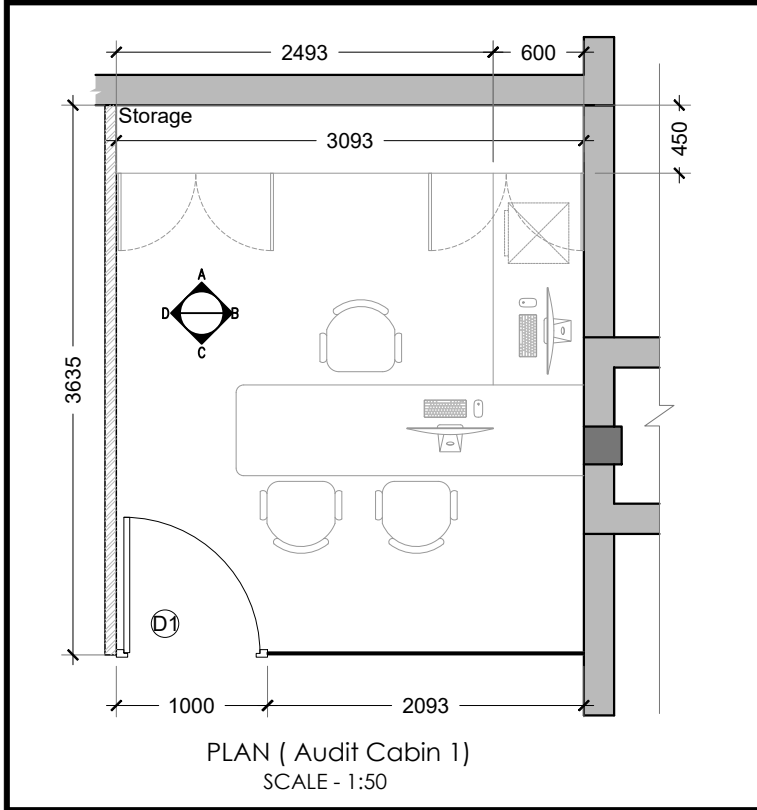 2493
600
Storage
3093
450
A
D
B
C
3635
D1
1000
2093
PLAN ( Audit Cabin 1)
SCALE - 1:50